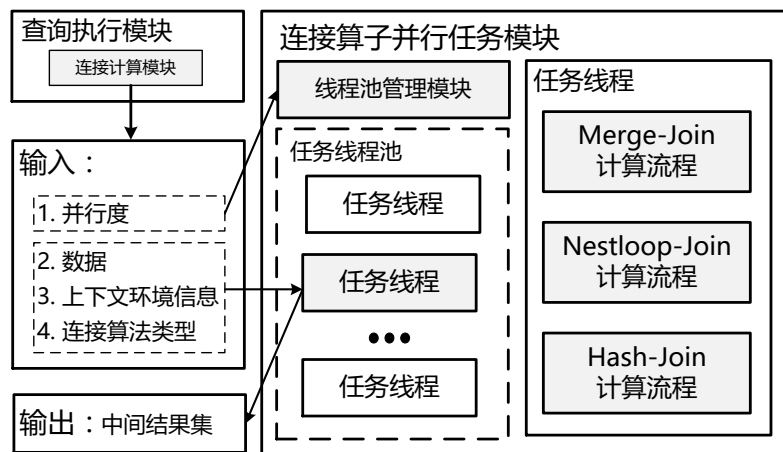 查询执行模块
连接计算模块
输入：
1. 并行度
2. 数据
3. 上下文环境信息
4. 连接算法类型
输出：中间结果集
连接算子并行任务模块
线程池管理模块
任务线程池
任务线程
任务线程
•••
任务线程
任务线程
Merge-Join
计算流程
Nestloop-Join
计算流程
Hash-Join
计算流程